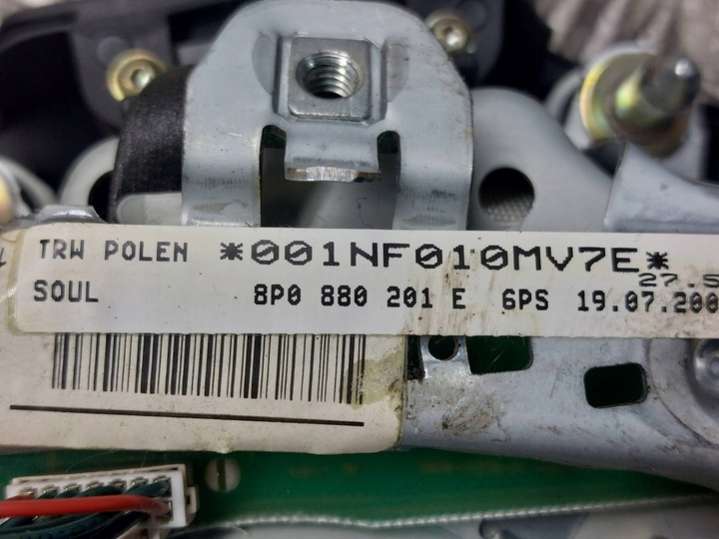 TRW POLEN *001NF010MV7E*
27.5
SOUL 8P0 880 201 E 6PS 19.07.200